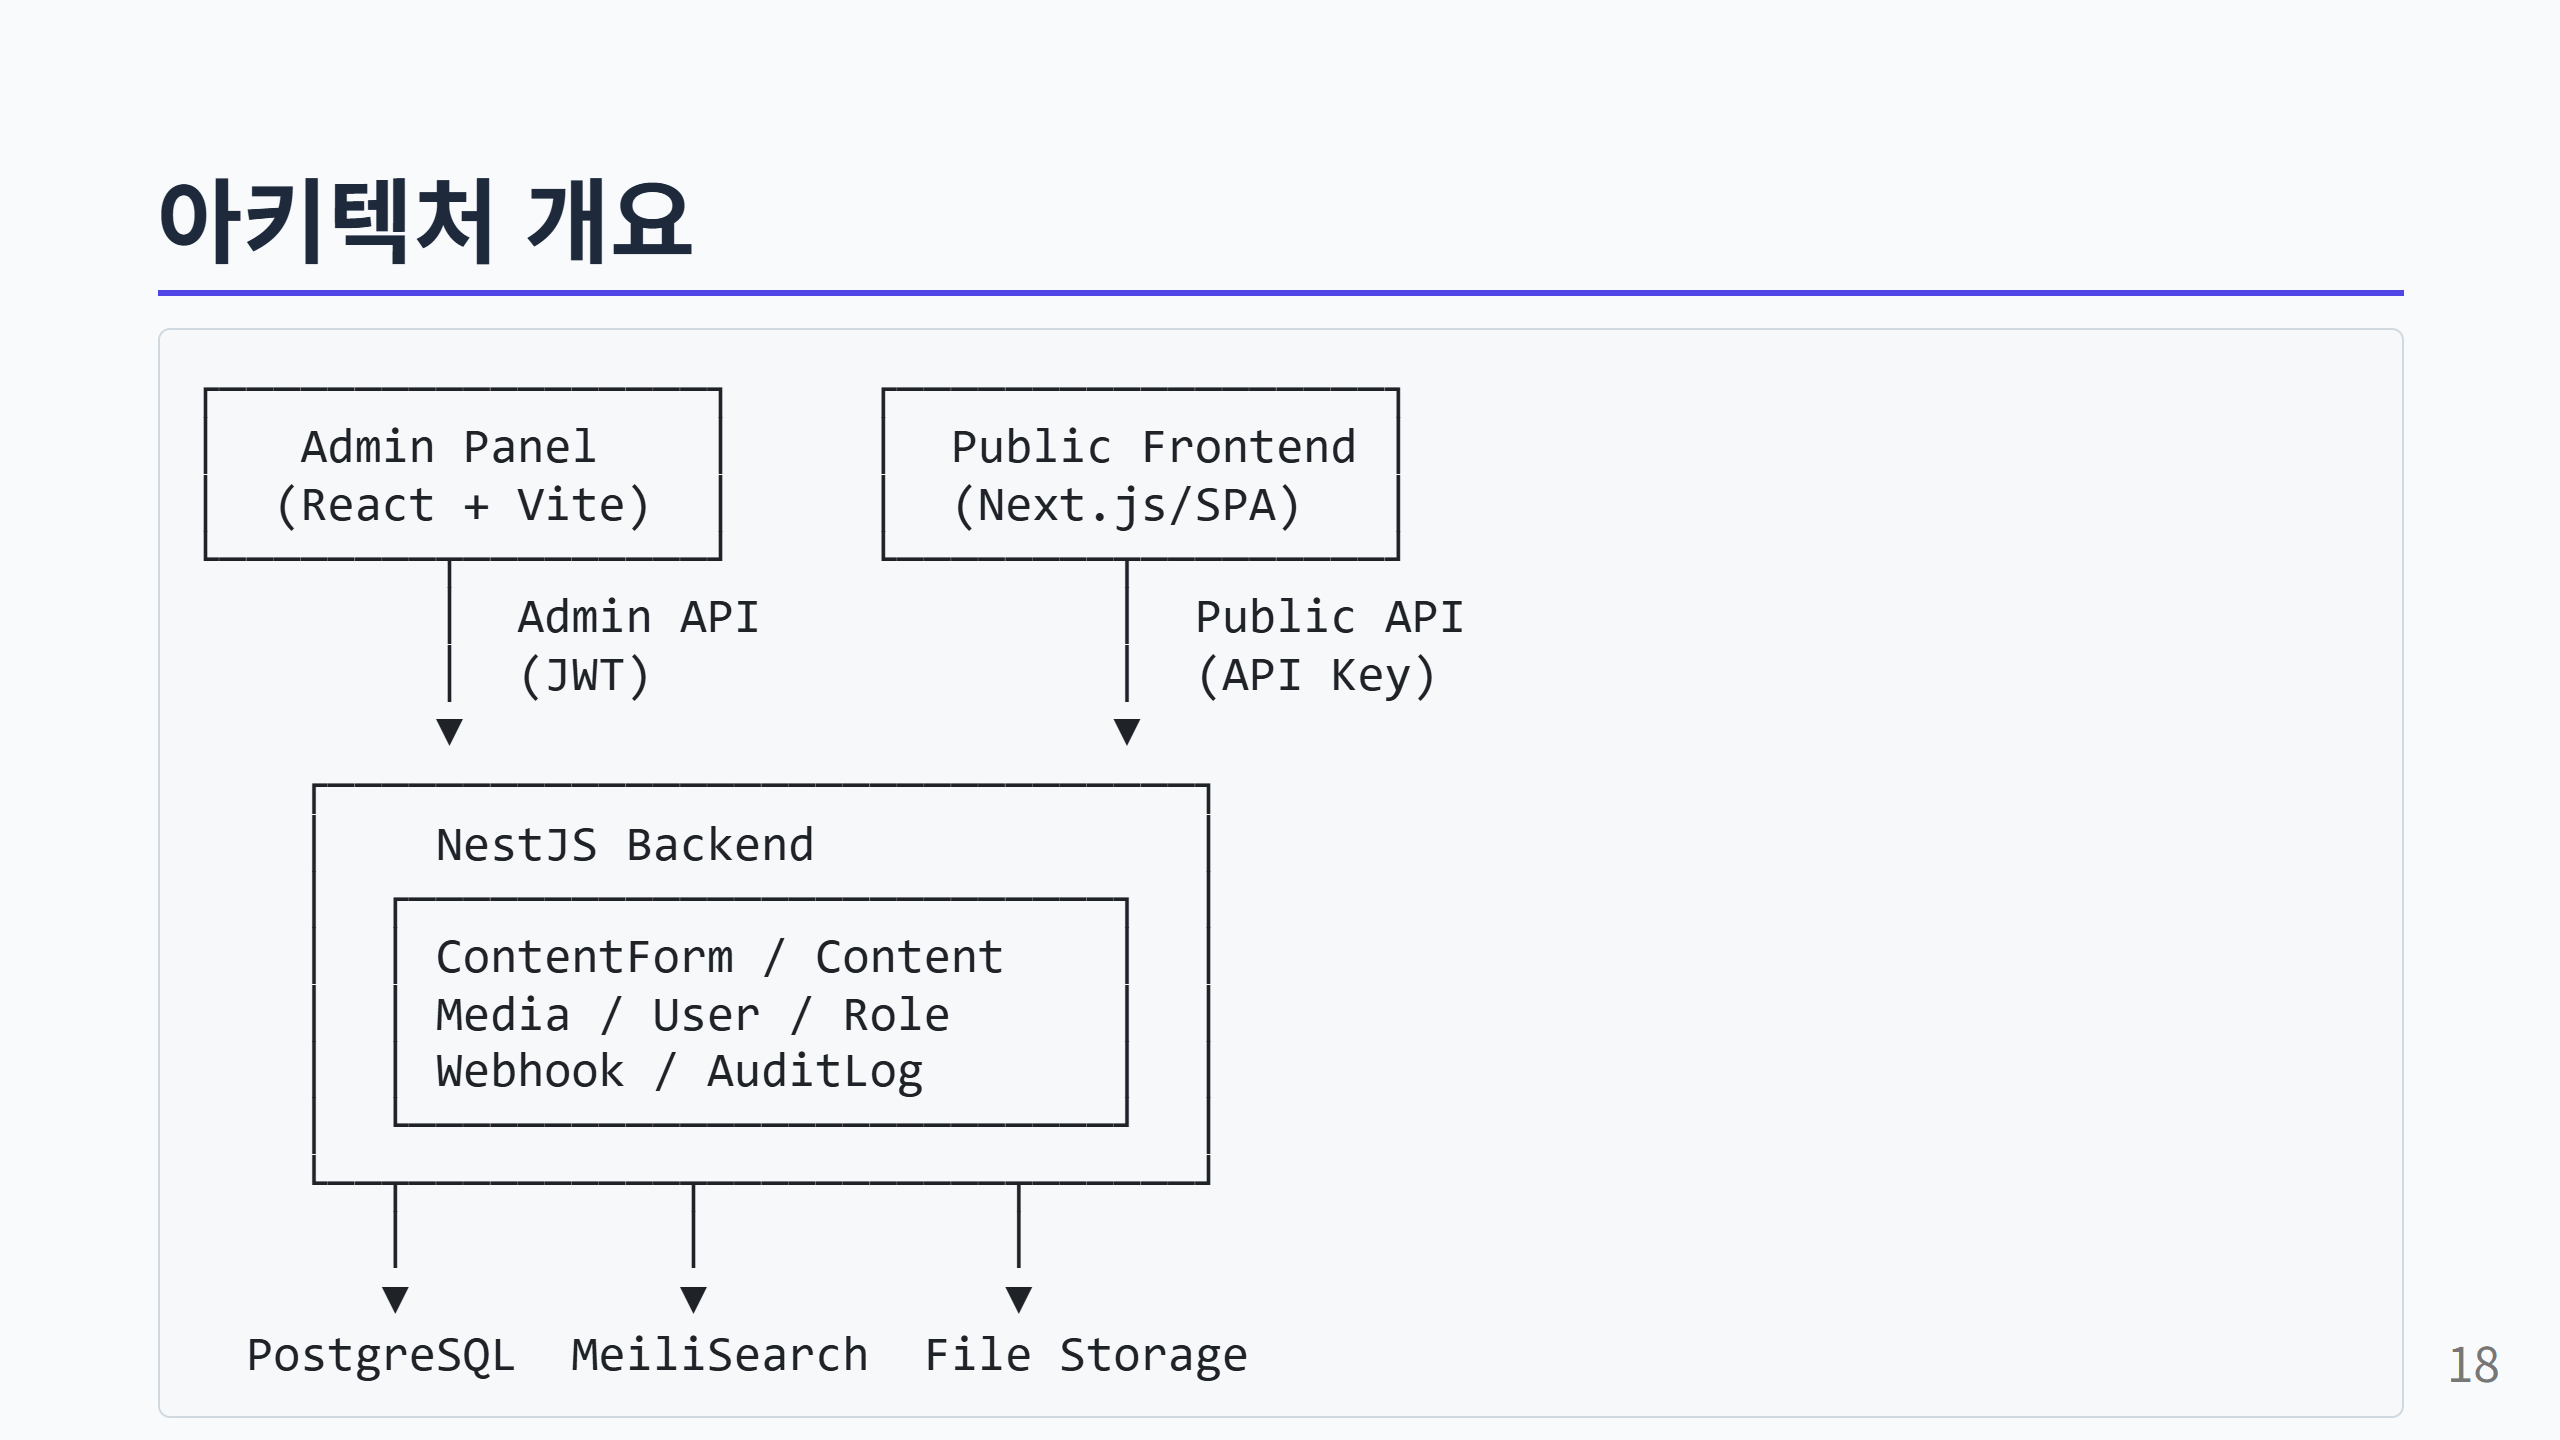 아키텍처 개요
Admin Panel
(React + Vite)
Public Frontend
(Next.js/SPA)
Admin API
(JWT)
Public API
(API Key)
NestJS Backend
ContentForm / Content
Media / User / Role
Webhook / AuditLog
PostgreSQL
MeiliSearch
File Storage
18